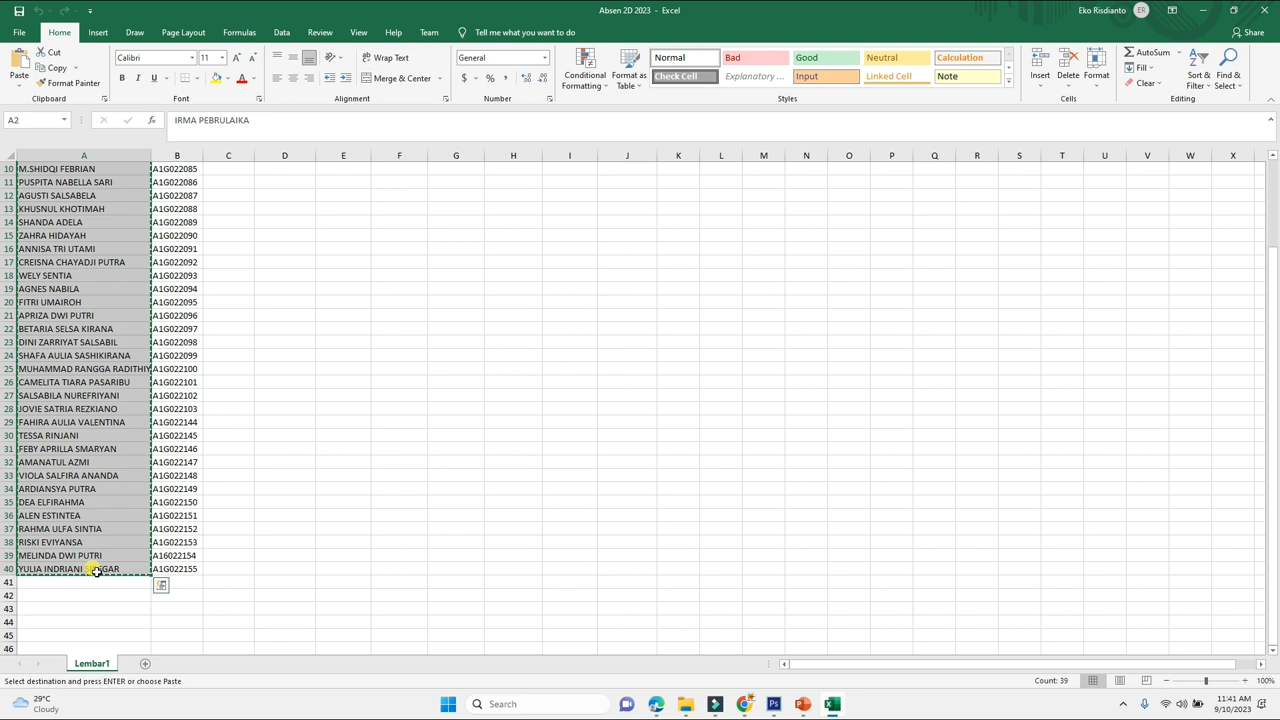 Absen 2D 2023 - Excel
Eko Risdianto
ER
File Home Insert Draw Page Layout Formulas Data Review View Help Team Tell me what you want to do
Share
Paste
Cut
Copy
Format Painter
Clipboard
Calibri 11
B I U
Font
Wrap Text
Merge & Center
Alignment
General
Number
Conditional Formatting
Format as Table
Normal Bad Good Neutral Calculation
Check Cell Explanatory ... Input Linked Cell Note
Styles
Insert Delete Format
Cells
AutoSum
Fill
Clear
Sort & Filter
Find & Select
Editing
A2
IRMA PEBRULAIKA
A B C D E F G H I J K L M N O P Q R S T U V W X
10 M.SHIDQI FEBRIAN A1G022085
11 PUSPITA NABELLA SARI A1G022086
12 AGUSTI SALSABELA A1G022087
13 KHUSNUL KHOTIMAH A1G022088
14 SHANDA ADELA A1G022089
15 ZAHRA HIDAYAH A1G022090
16 ANNISA TRI UTAMI A1G022091
17 CREISNA CHAYADJI PUTRA A1G022092
18 WELY SENTIA A1G022093
19 AGNES NABILA A1G022094
20 FITRI UMAIROH A1G022095
21 APRIZA DWI PUTRI A1G022096
22 BETARIA SELSA KIRANA A1G022097
23 DINI ZARRIYAT SALSABIL A1G022098
24 SHAFA AULIA SASHIKIRANA A1G022099
25 MUHAMMAD RANGGA RADITHIY A1G022100
26 CAMELITA TIARA PASARIBU A1G022101
27 SALSABILA NUREFRIYANI A1G022102
28 JOVIE SATRIA REZKIANO A1G022103
29 FAHIRA AULIA VALENTINA A1G022144
30 TESSA RINJANI A1G022145
31 FEBY APRILLA SMARYAN A1G022146
32 AMANATUL AZMI A1G022147
33 VIOLA SALFIRA ANANDA A1G022148
34 ARDIANSYA PUTRA A1G022149
35 DEA ELFIRAHMA A1G022150
36 ALEN ESTINTEA A1G022151
37 RAHMA ULFA SINTIA A1G022152
38 RISKI EVIYANSA A1G022153
39 MELINDA DWI PUTRI A16022154
40 YULIA INDRIANI A1G022155
41
42
43
44
45
46
Lembar1
Select destination and press ENTER or choose Paste
Count: 39
100%
29°C
Cloudy
Search
11:41 AM
9/10/2023